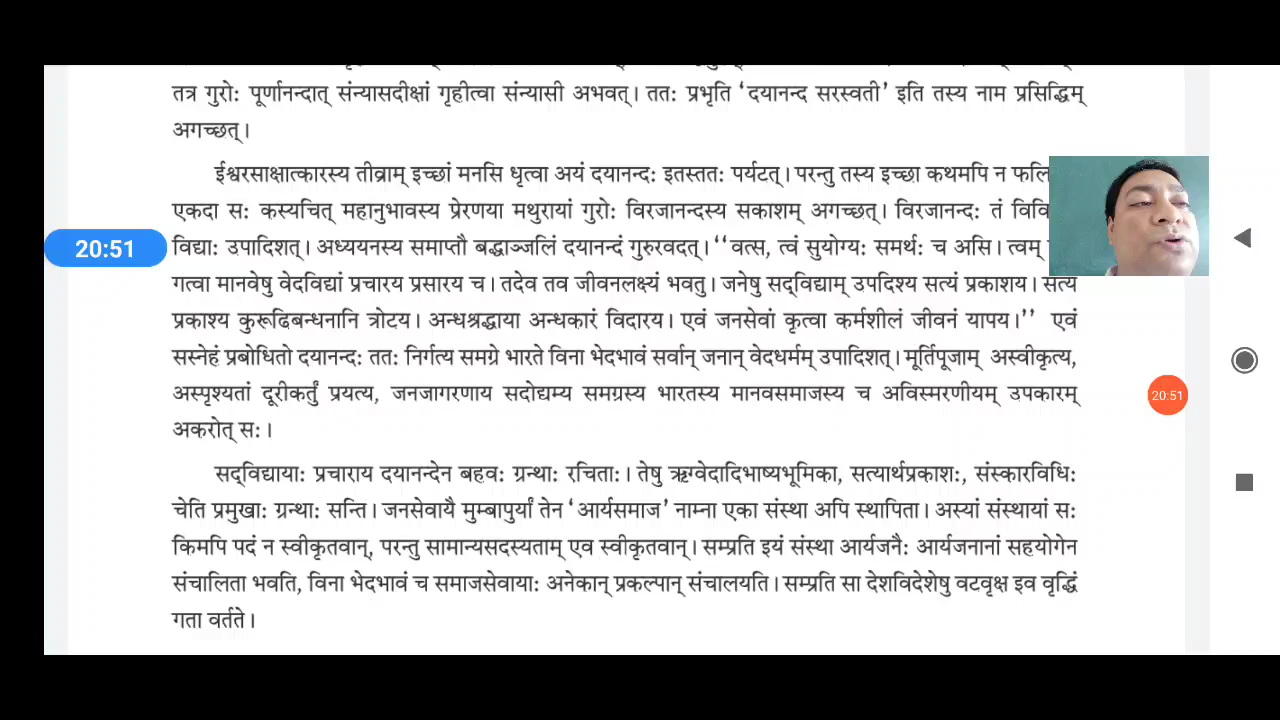 तत्र गुरोः पूर्णानन्दात् संन्यासदीक्षां गृहीत्वा संन्यासी अभवत्। ततः प्रभृति ‘दयानन्द सरस्वती’ इति तस्य नाम प्रसिद्धिम्
अगच्छत्।
ईश्वरसाक्षात्कारस्य तीव्राम् इच्छां मनसि धृत्वा अयं दयानन्दः इतस्ततः पर्यटत्। परन्तु तस्य इच्छा कथमपि न
एकदा सः कस्यचित् महानुभावस्य प्रेरणया मथुरायां गुरोः विरजानन्दस्य सकाशम् अगच्छत्। विरजानन्दः तं
20:51
विद्याः उपादिशत्। अध्ययनस्य समाप्तौ बद्धाञ्जलिं दयानन्दं गुरुरवदत्। “वत्स, त्वं सुयोग्यः समर्थः च असि। त्वम्
गत्वा मानवेषु वेदविद्यां प्रचारय प्रसारय च। तदेव तव जीवनलक्ष्यं भवतु। जनेषु सद्विद्याम् उपदिश्य सत्यं प्रकाशय। सत्य
प्रकाश्य कुरूढिबन्धनानि त्रोटय। अन्धश्रद्धाया अन्धकारं विदारय। एवं जनसेवां कृत्वा कर्मशीलं जीवनं यापय।” एवं
सस्नेहं प्रबोधितो दयानन्दः ततः निर्गत्य समग्रे भारते विना भेदभावं सर्वान् जनान् वेदधर्मम् उपादिशत्। मूर्तिपूजाम् अस्वीकृत्य,
अस्पृश्यतां दूरीकर्तुं प्रयत्य, जनजागरणाय सदोद्यम्य समग्रस्य भारतस्य मानवसमाजस्य च अविस्मरणीयम् उपकारम्
20:51
अकरोत् सः।
सद्विद्यायाः प्रचाराय दयानन्देन बहवः ग्रन्थाः रचिताः। तेषु ऋग्वेदादिभाष्यभूमिका, सत्यार्थप्रकाशः, संस्कारविधिः
चेति प्रमुखाः ग्रन्थाः सन्ति। जनसेवायै मुम्बापुर्यां तेन ‘आर्यसमाज’ नाम्ना एका संस्था अपि स्थापिता। अस्यां संस्थायां सः
किमपि पदं न स्वीकृतवान्, परन्तु सामान्यसदस्यताम् एव स्वीकृतवान्। सम्प्रति इयं संस्था आर्यजनैः आर्यजनानां सहयोगेन
संचालिता भवति, विना भेदभावं च समाजसेवायाः अनेकान् प्रकल्पान् संचालयति। सम्प्रति सा देशविदेशेषु वटवृक्ष इव वृद्धिं
गता वर्तते।